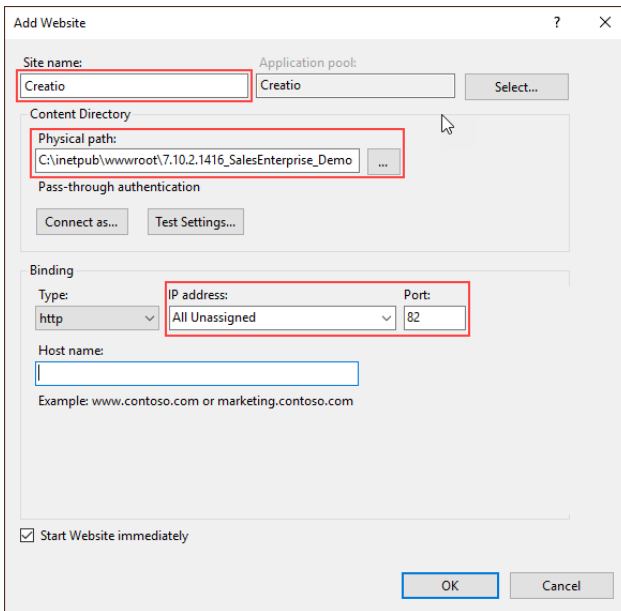 Add Website
?
Site name:
Application pool:
Creatio
Creatio
Select...
Content Directory
Physical path:
C:\inetpub\wwwroot\7.10.2.1416_SalesEnterprise_Demo
...
Pass-through authentication
Connect as...
Test Settings...
Binding
Type:
IP address:
Port:
http
All Unassigned
82
Host name:
Example: www.contoso.com or marketing.contoso.com
Start Website immediately
OK
Cancel